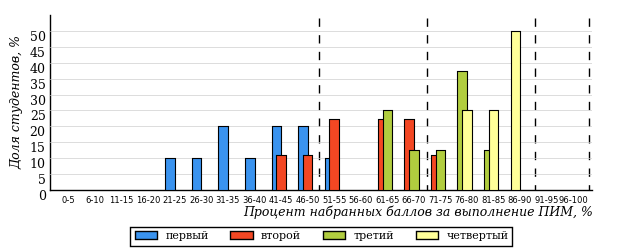 Доля студентов, %
50
45
40
35
30
25
20
15
10
5
0
0-5 6-10 11-15 16-20 21-25 26-30 31-35 36-40 41-45 46-50 51-55 56-60 61-65 66-70 71-75 76-80 81-85 86-90 91-95 96-100
Процент набранных баллов за выполнение ПИМ, %
первый второй третий четвертый